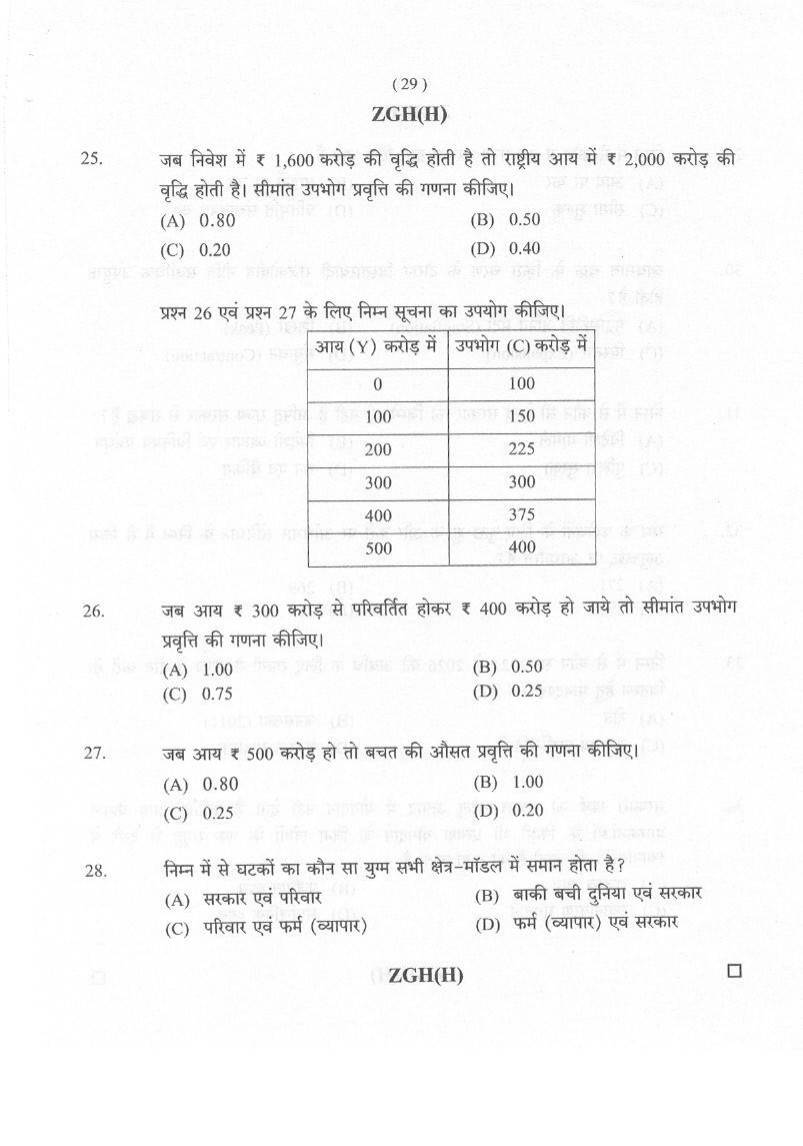 ( 29 )
ZGH(H)
25. जब निवेश में ₹ 1,600 करोड़ की वृद्धि होती है तो राष्ट्रीय आय में ₹ 2,000 करोड़ की
वृद्धि होती है। सीमांत उपभोग प्रवृत्ति की गणना कीजिए।
(A) 0.80 (B) 0.50
(C) 0.20 (D) 0.40
प्रश्न 26 एवं प्रश्न 27 के लिए निम्न सूचना का उपयोग कीजिए।
आय (Y) करोड़ में उपभोग (C) करोड़ में
0 100
100 150
200 225
300 300
400 375
500 400
26. जब आय ₹ 300 करोड़ से परिवर्तित होकर ₹ 400 करोड़ हो जाये तो सीमांत उपभोग
प्रवृत्ति की गणना कीजिए।
(A) 1.00 (B) 0.50
(C) 0.75 (D) 0.25
27. जब आय ₹ 500 करोड़ हो तो बचत की औसत प्रवृत्ति की गणना कीजिए।
(A) 0.80 (B) 1.00
(C) 0.25 (D) 0.20
28. निम्न में से घटकों का कौन सा युग्म सभी क्षेत्र-मॉडल में समान होता है?
(A) सरकार एवं परिवार (B) बाकी बची दुनिया एवं सरकार
(C) परिवार एवं फर्म (व्यापार) (D) फर्म (व्यापार) एवं सरकार
ZGH(H)